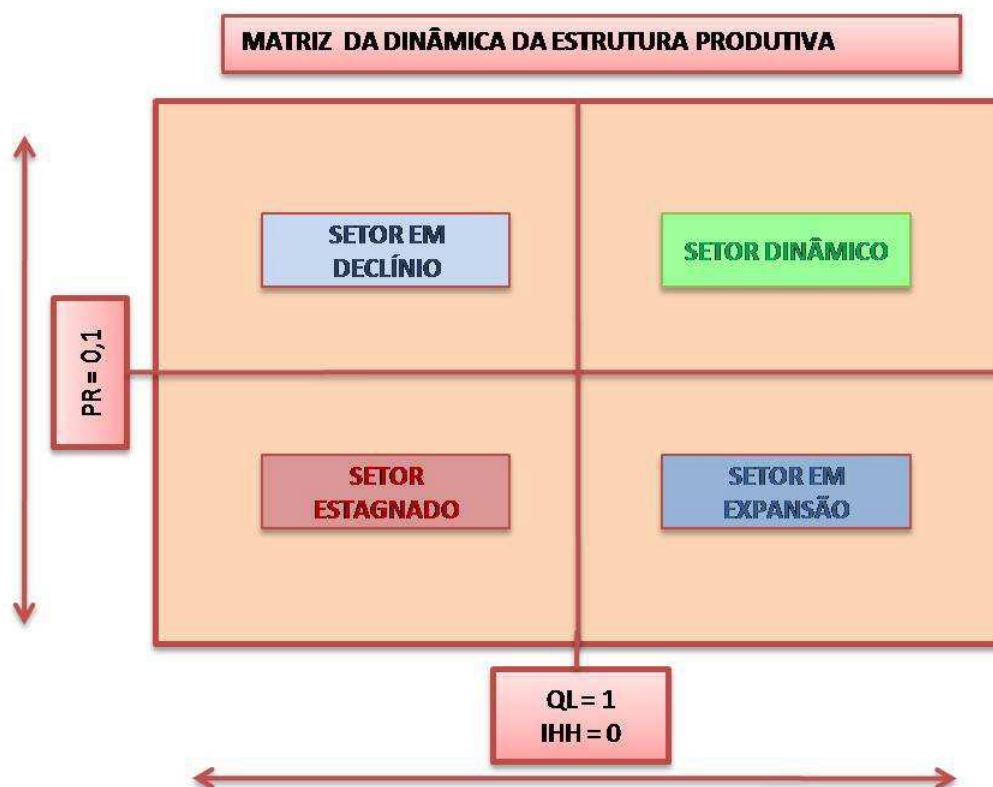 MATRIZ DA DINÂMICA DA ESTRUTURA PRODUTIVA
SETOR EM
DECLÍNIO
SETOR DINÂMICO
PR = 0,1
SETOR
ESTAGNADO
SETOR EM
EXPANSÃO
QL = 1
IHH = 0